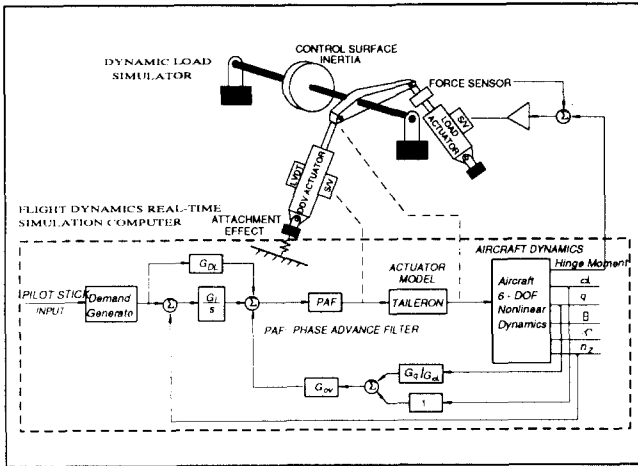 CONTROL SURFACE
INERTIA
DYNAMIC LOAD
SIMULATOR
FORCE SENSOR
S/V
LOAD
ACTUATOR
Σ
LVDT
DDV ACTUATOR
S/V
FLIGHT DYNAMICS REAL-TIME
SIMULATION COMPUTER
ATTACHMENT
EFFECT
AIRCRAFT DYNAMICS
Hinge Moment
G_DL
ACTUATOR
MODEL
PILOT STICK
INPUT
Demand
Generate
Σ
G_I
s
Σ
PAF
TAILERON
Aircraft
6 - DOF
Nonlinear
Dynamics
q
n_z
PAF: PHASE ADVANCE FILTER
G_ov
Σ
G_q / G_α
1